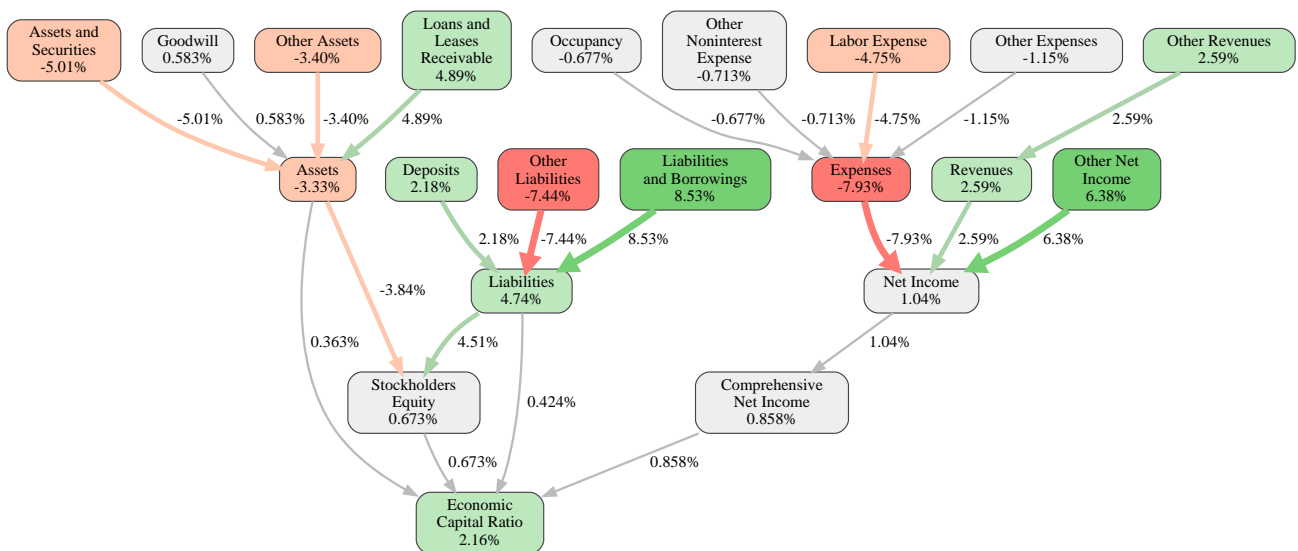 Assets and
Securities
-5.01%
Goodwill
0.583%
Other Assets
-3.40%
Loans and
Leases
Receivable
4.89%
Occupancy
-0.677%
Other
Noninterest
Expense
-0.713%
Labor Expense
-4.75%
Other Expenses
-1.15%
Other Revenues
2.59%
-5.01%
0.583%
-3.40%
4.89%
-0.677%
-0.713%
-4.75%
-1.15%
2.59%
Assets
-3.33%
Deposits
2.18%
Other
Liabilities
-7.44%
Liabilities
and Borrowings
8.53%
Expenses
-7.93%
Revenues
2.59%
Other Net
Income
6.38%
2.18%
-7.44%
8.53%
-7.93%
2.59%
6.38%
Liabilities
4.74%
Net Income
1.04%
-3.84%
0.363%
4.51%
0.424%
1.04%
Stockholders
Equity
0.673%
Comprehensive
Net Income
0.858%
0.673%
0.858%
Economic
Capital Ratio
2.16%